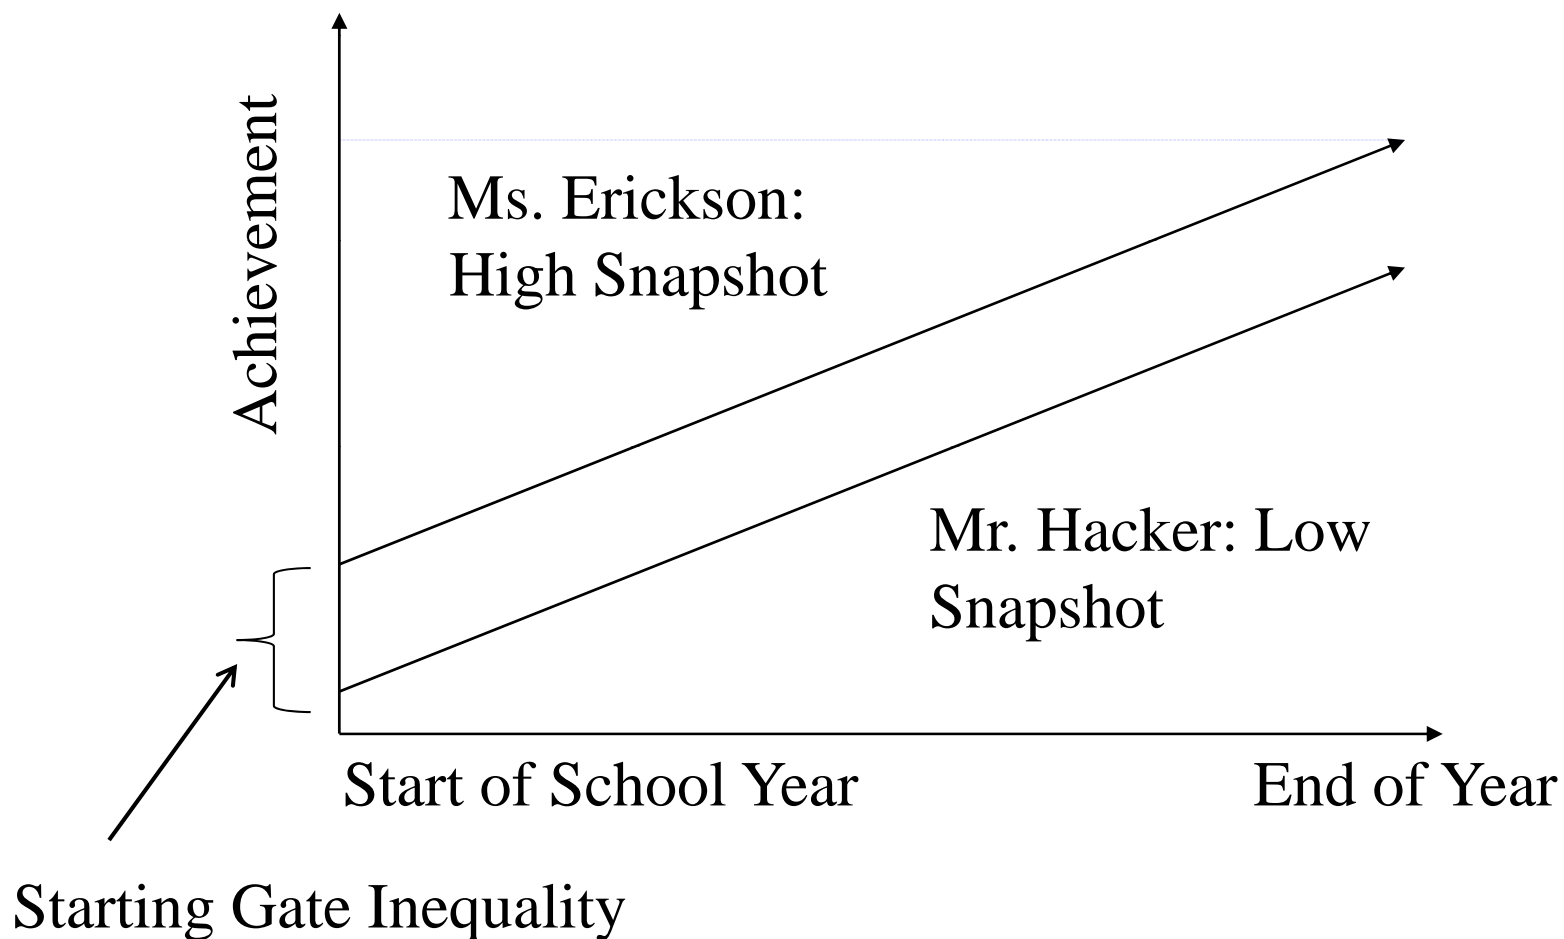 Achievement
Ms. Erickson:
High Snapshot
Mr. Hacker: Low
Snapshot
Start of School Year
End of Year
Starting Gate Inequality